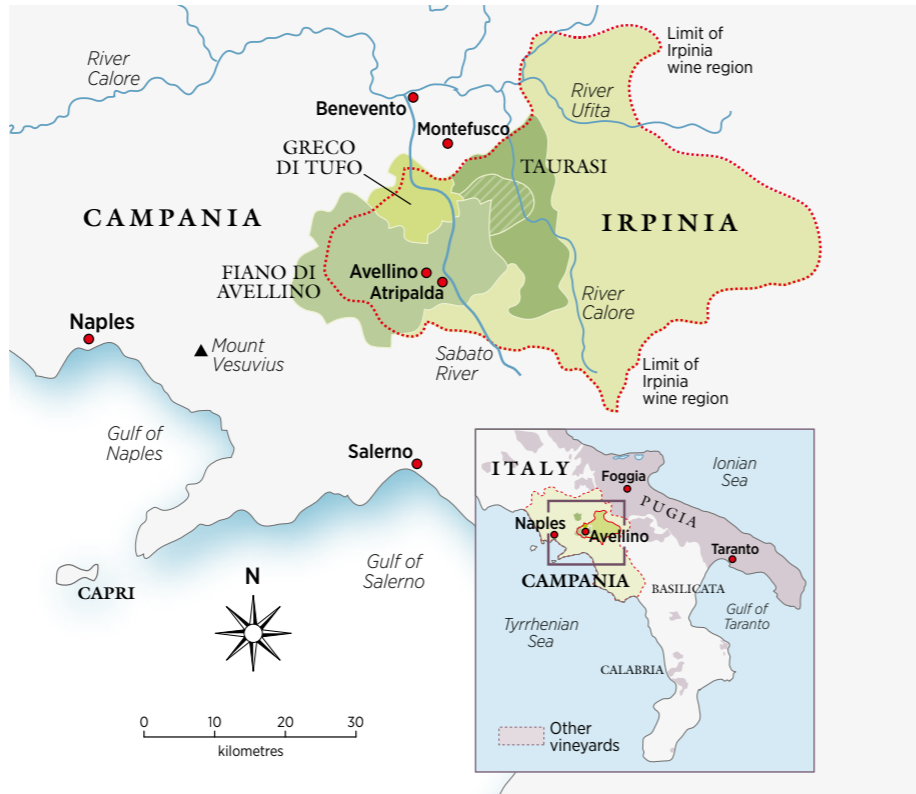 River
Calore
Limit of
Irpinia
wine region
River
Ufita
Benevento
Montefusco
GRECO
DI TUFO
TAURASI
CAMPANIA
IRPINIA
FIANO DI
AVELLINO
Avellino
Atripalda
River
Calore
Naples
Mount
Vesuvius
Sabato
River
Limit of
Irpinia
wine region
Gulf of
Naples
Salerno
Gulf of
Salerno
CAPRI
N
0 10 20 30
kilometres
ITALY
Ionian
Sea
Foggia
PUGIA
Naples
Avellino
Taranto
CAMPANIA
BASILICATA
Gulf of
Taranto
Tyrrhenian
Sea
CALABRIA
Other
vineyards